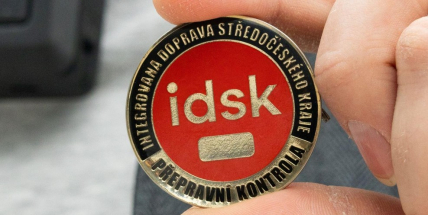 INTEGROVANÁ DOPRAVA STŘEDOČESKÉHO KRAJE
idsk
PŘEPRAVNÍ KONTROLA